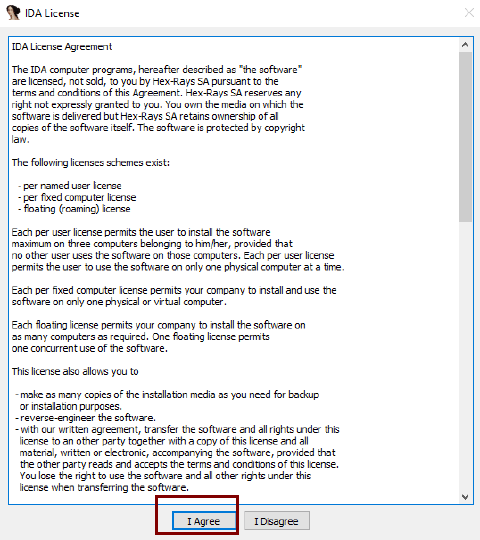 IDA License
IDA License Agreement
The IDA computer programs, hereafter described as "the software"
are licensed, not sold, to you by Hex-Rays SA pursuant to the
terms and conditions of this Agreement. Hex-Rays SA reserves any
right not expressly granted to you. You own the media on which the
software is delivered but Hex-Rays SA retains ownership of all
copies of the software itself. The software is protected by copyright
law.
The following licenses schemes exist:
- per named user license
- per fixed computer license
- floating (roaming) license
Each per user license permits the user to install the software
maximum on three computers belonging to him/her, provided that
no other user uses the software on those computers. Each per user license
permits the user to use the software on only one physical computer at a time.
Each per fixed computer license permits your company to install and use the
software on only one physical or virtual computer.
Each floating license permits your company to install the software on
as many computers as required. One floating license permits
one concurrent use of the software.
This license also allows you to
- make as many copies of the installation media as you need for backup
or installation purposes.
- reverse-engineer the software.
- with our written agreement, transfer the software and all rights under this
license to an other party together with a copy of this license and all
material, written or electronic, accompanying the software, provided that
the other party reads and accepts the terms and conditions of this license.
You lose the right to use the software and all other rights under this
license when transferring the software.
I Agree
I Disagree